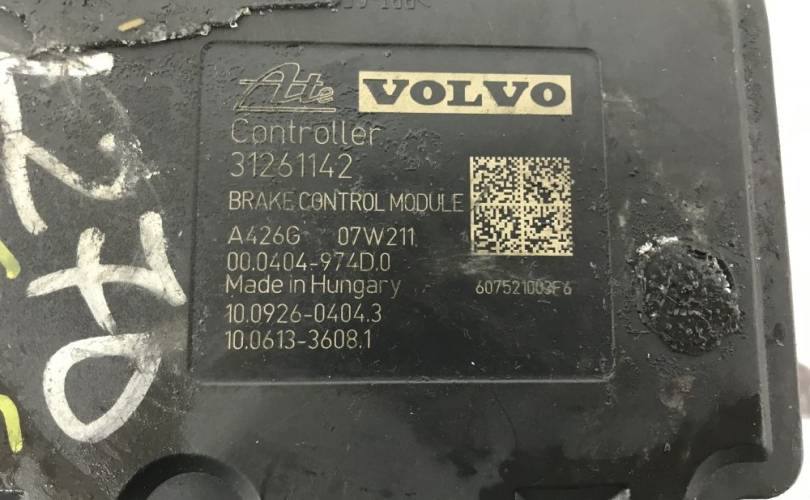 Ate VOLVO
Controller
31261142
BRAKE CONTROL MODULE
A426G 07W211
00.0404-974D.0
Made in Hungary
607521003F6
10.0926-0404.3
10.0613-3608.1
270